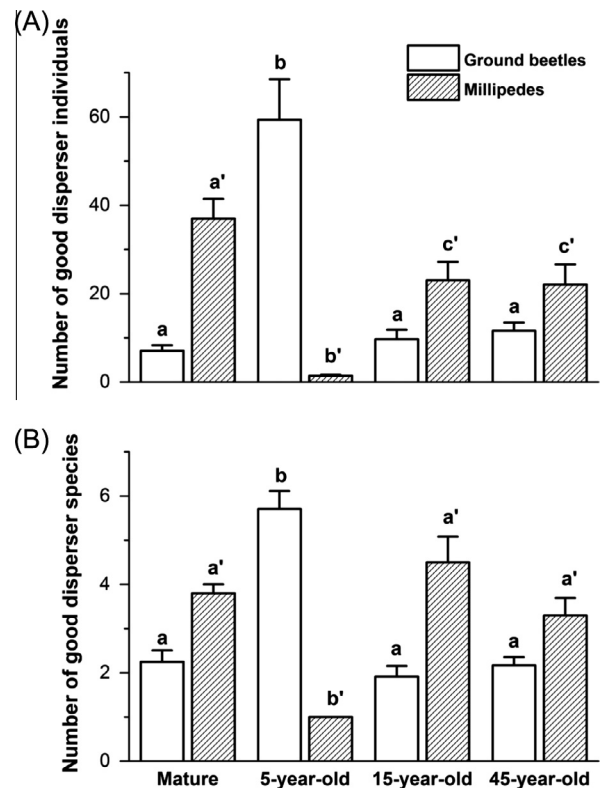 (A)
Number of good disperser individuals
Ground beetles
Millipedes
60
40
20
0
a
a'
b
b'
a
c'
a
c'
(B)
Number of good disperser species
6
4
2
0
a
a'
b
b'
a
a'
a
a'
Mature
5-year-old
15-year-old
45-year-old